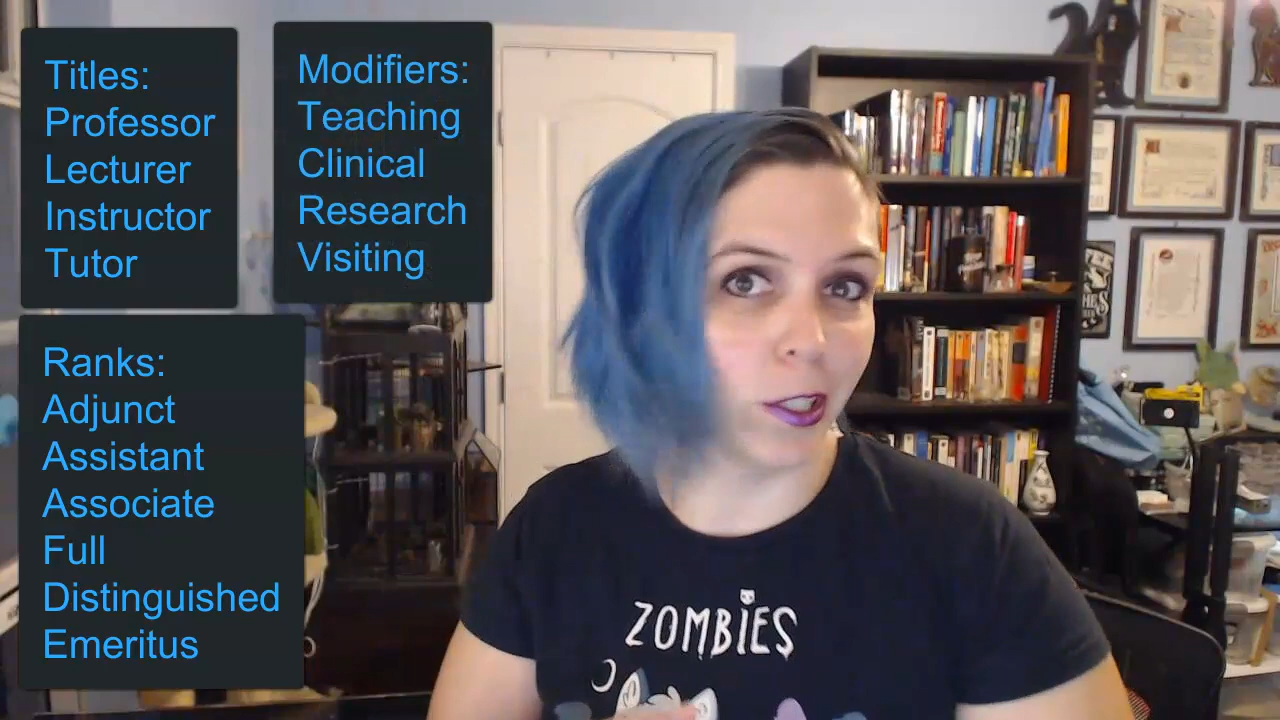 Titles:
Professor
Lecturer
Instructor
Tutor
Modifiers:
Teaching
Clinical
Research
Visiting
Ranks:
Adjunct
Assistant
Associate
Full
Distinguished
Emeritus
ZOMBIES